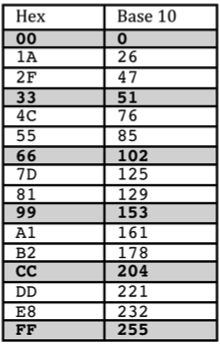 Hex Base 10
00 0
1A 26
2F 47
33 51
4C 76
55 85
66 102
7D 125
81 129
99 153
A1 161
B2 178
CC 204
DD 221
E8 232
FF 255